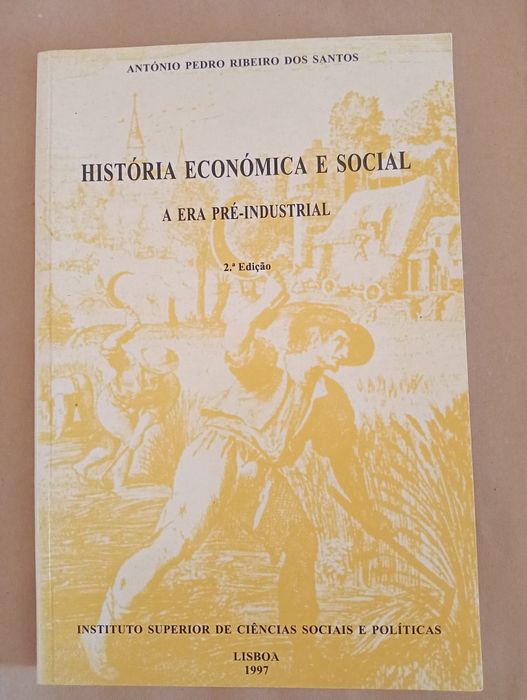 ANTÓNIO PEDRO RIBEIRO DOS SANTOS
HISTÓRIA ECONÓMICA E SOCIAL
A ERA PRÉ-INDUSTRIAL
2.ª Edição
INSTITUTO SUPERIOR DE CIÊNCIAS SOCIAIS E POLÍTICAS
LISBOA
1997